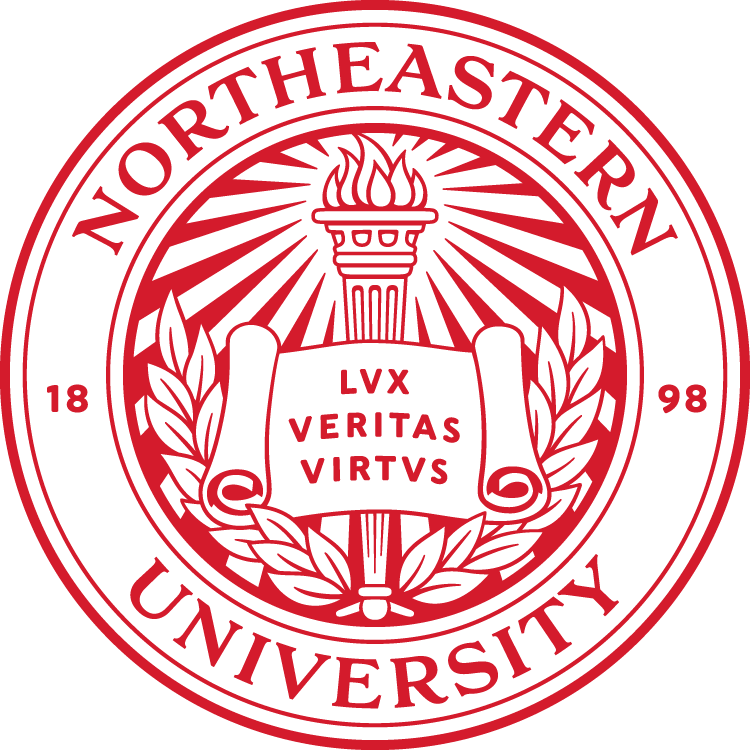 NORTHEASTERN
18 98
LVX
VERITAS
VIRTVS
UNIVERSITY